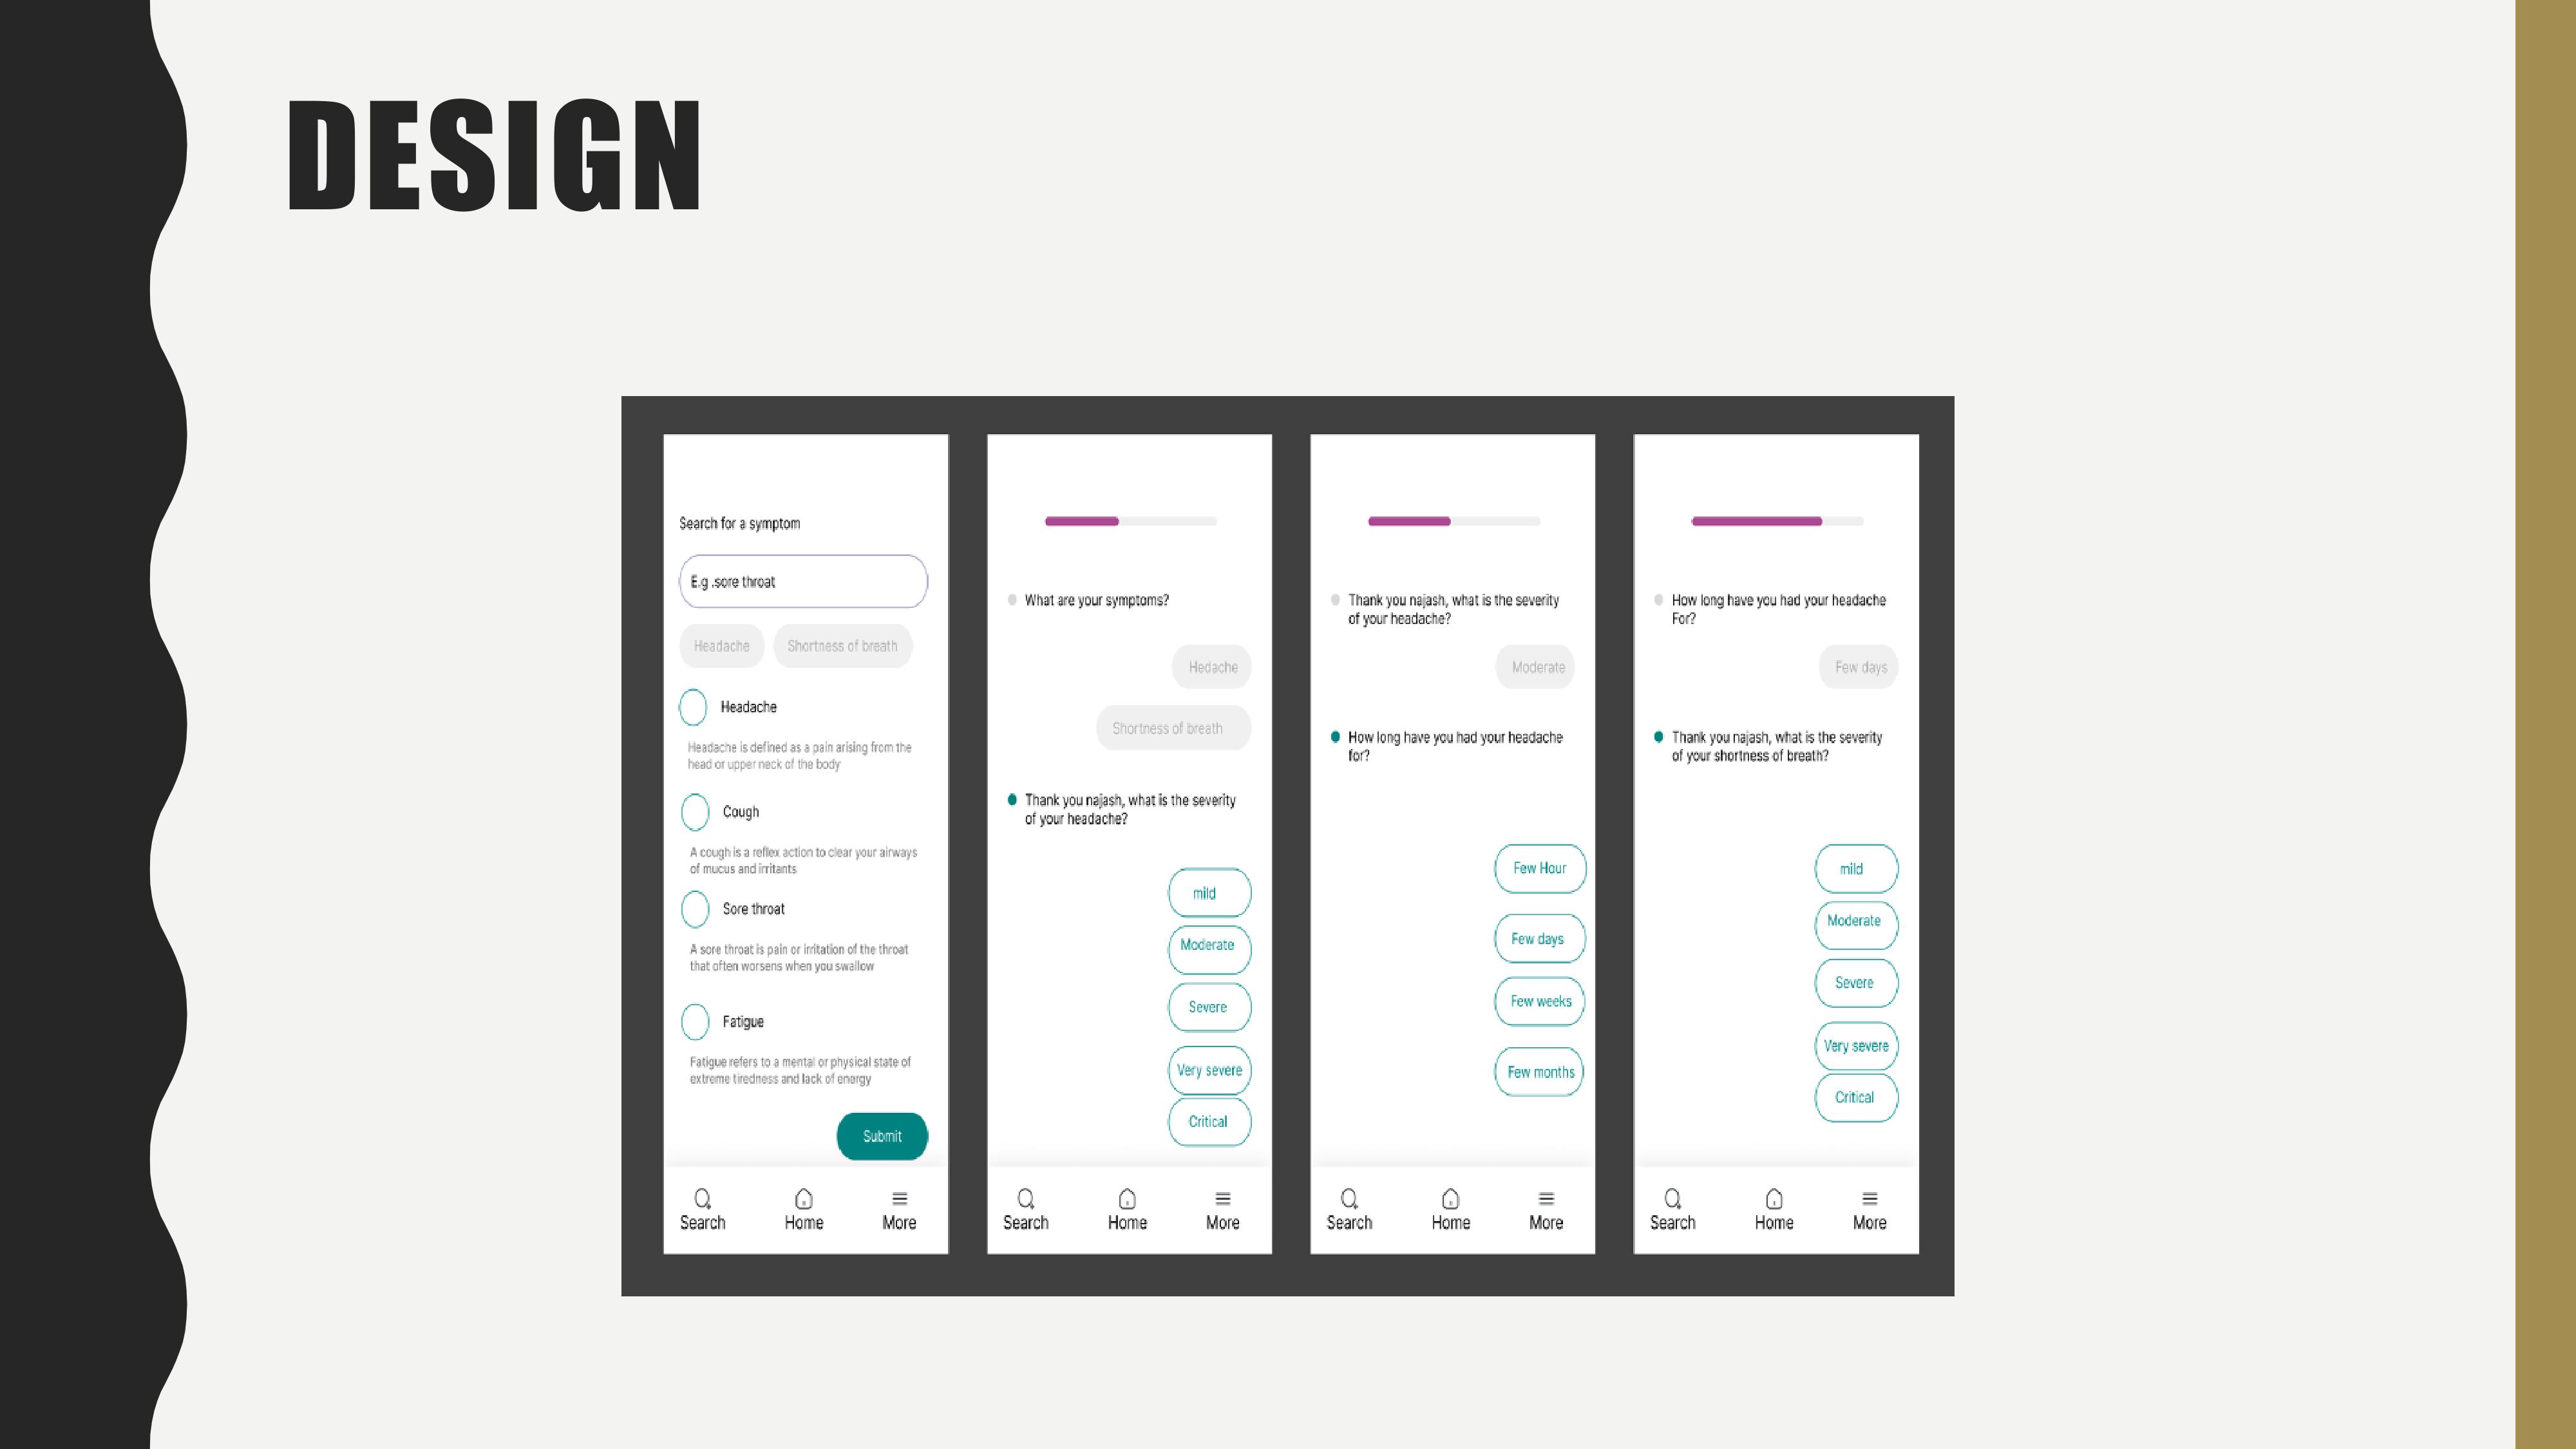 DESIGN
Search for a symptom
E.g .sore throat
Headache
Shortness of breath
Headache
Headache is defined as a pain arising from the
head or upper neck of the body
Cough
A cough is a reflex action to clear your airways
of mucus and irritants
Sore throat
A sore throat is pain or irritation of the throat
that often worsens when you swallow
Fatigue
Fatigue refers to a mental or physical state of
extreme tiredness and lack of energy
Submit
Search
Home
More
What are your symptoms?
Hedache
Shortness of breath
Thank you najash, what is the severity
of your headache?
mild
Moderate
Severe
Very severe
Critical
Search
Home
More
Thank you najash, what is the severity
of your headache?
Moderate
How long have you had your headache
for?
Few Hour
Few days
Few weeks
Few months
Search
Home
More
How long have you had your headache
For?
Few days
Thank you najash, what is the severity
of your shortness of breath?
mild
Moderate
Severe
Very severe
Critical
Search
Home
More